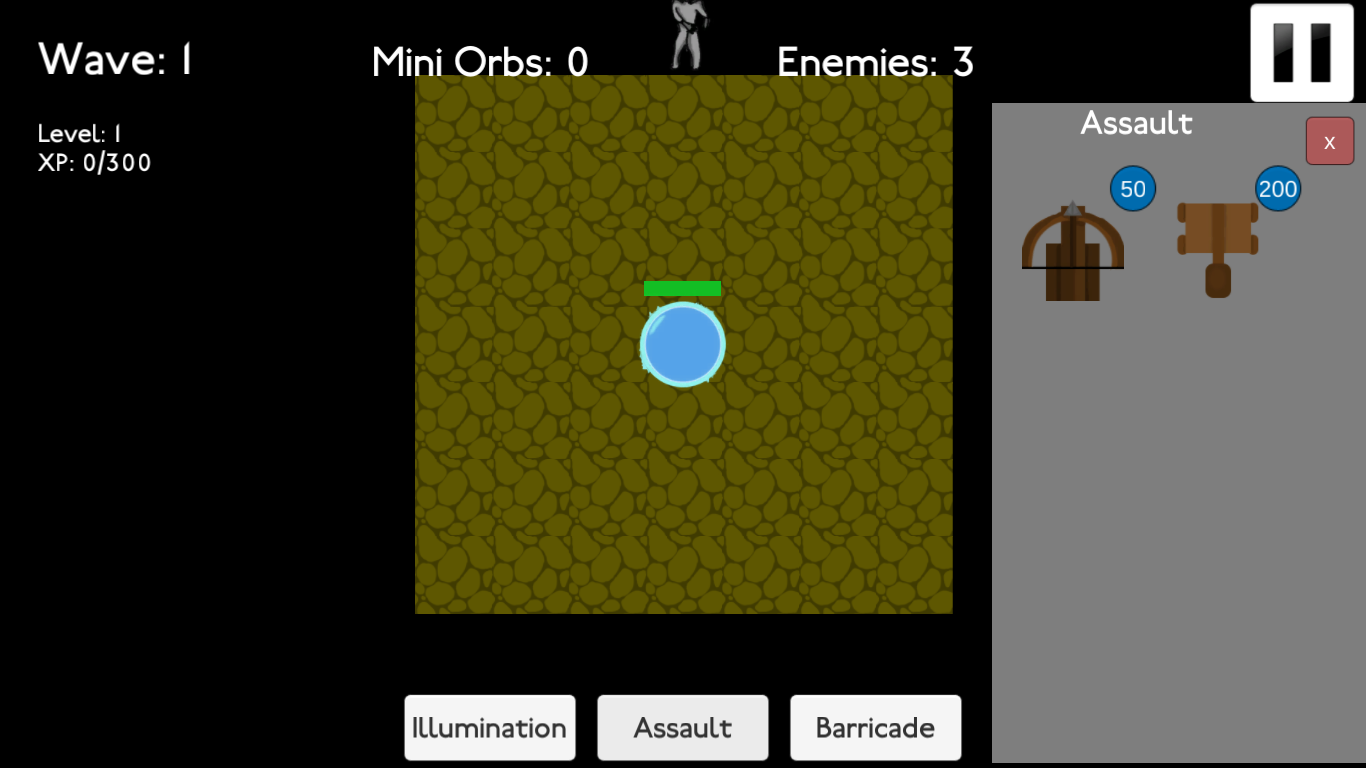 Wave: 1
Mini Orbs: 0
Enemies: 3
Level: 1
XP: 0/300
Assault
x
50
200
Illumination
Assault
Barricade